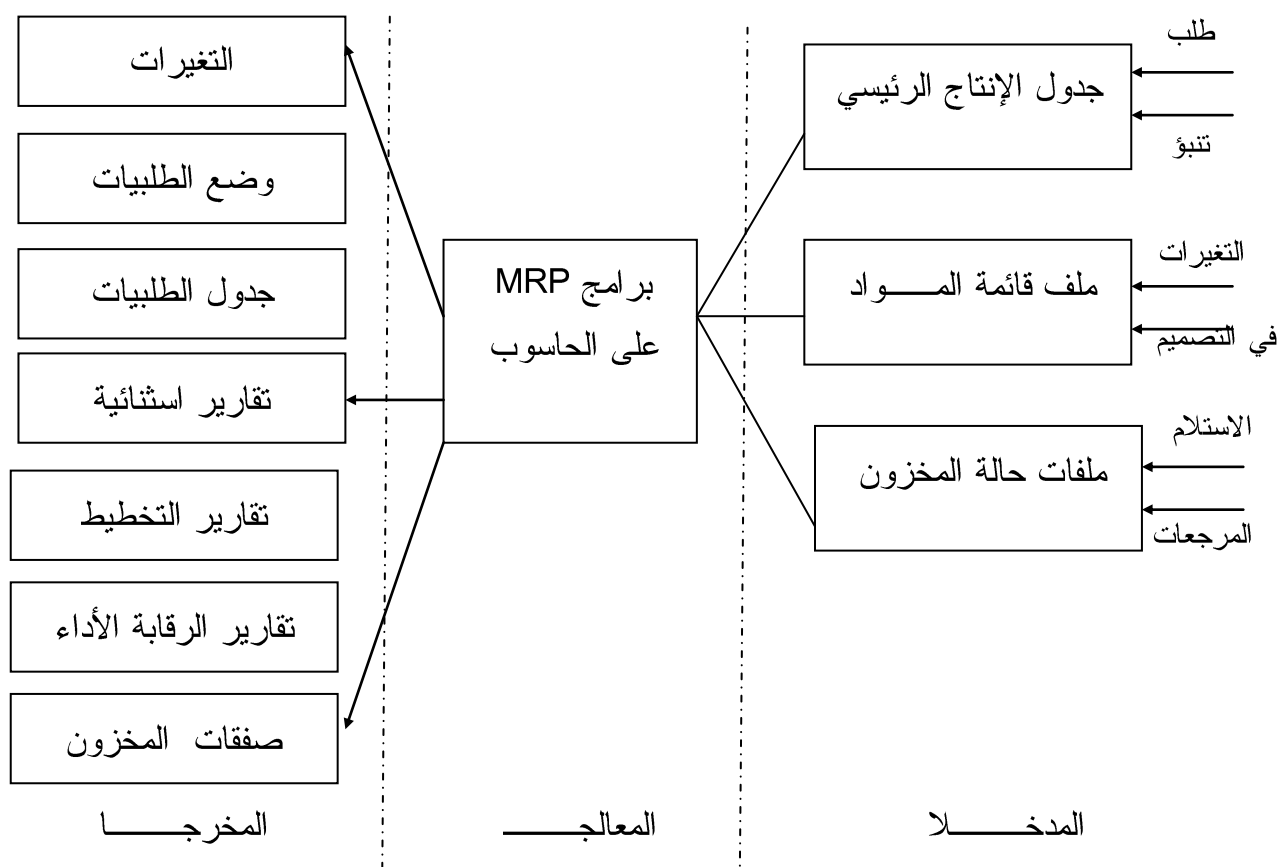 طلب
جدول الإنتاج الرئيسي
تنبؤ
التغيرات
ملف قائمة المـــــواد
في التصميم
الاستلام
ملفات حالة المخزون
المرجعات
برامج MRP
على الحاسوب
التغيرات
وضع الطلبيات
جدول الطلبيات
تقارير استثنائية
تقارير التخطيط
تقارير الرقابة الأداء
صفقات المخزون
المدخـــــلا
المعالجـــــ
المخرجـــــا